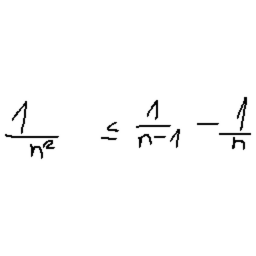 1/n² ≤ 1/(n-1) - 1/n